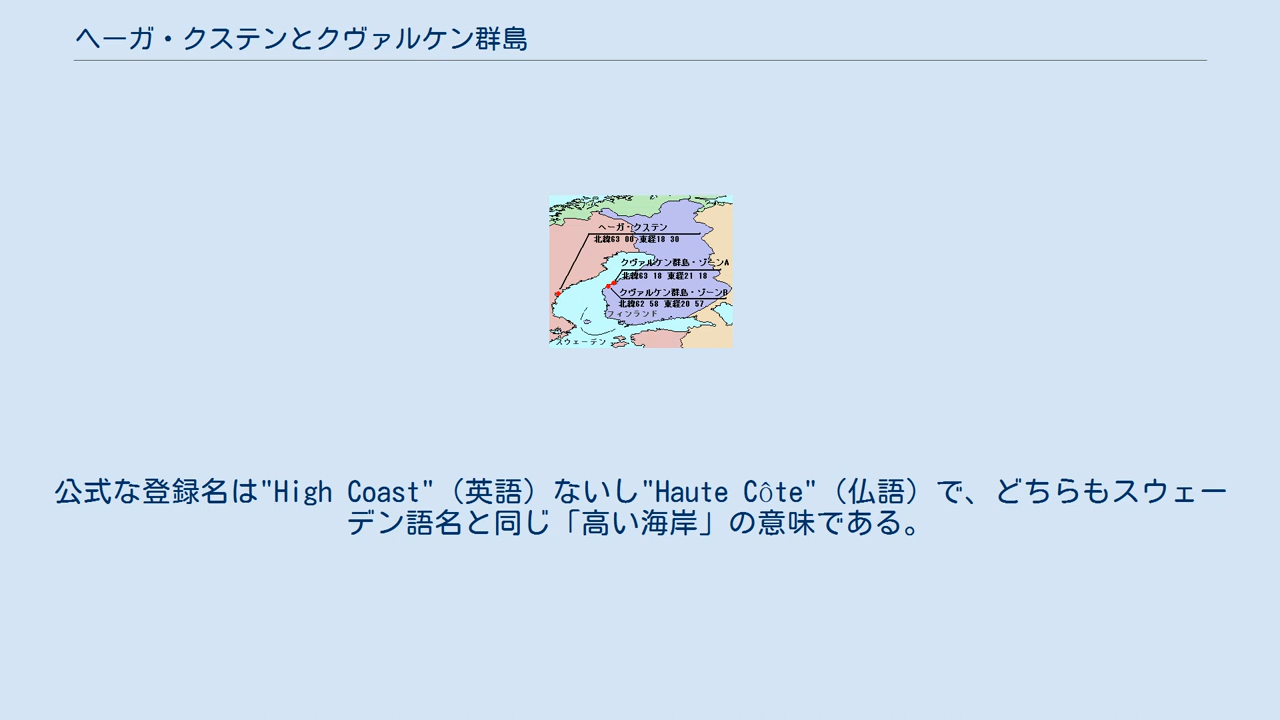 ヘーガ・クステンとクヴァルケン群島
ヘーガ・クステン
北緯63 00 東経18 30
クヴァルケン群島・ゾーンA
北緯63 18 東経21 18
クヴァルケン群島・ゾーンB
北緯62 58 東経20 57
フィンランド
スウェーデン
公式な登録名は"High Coast"（英語）ないし"Haute Côte"（仏語）で、どちらもスウェー
デン語名と同じ「高い海岸」の意味である。